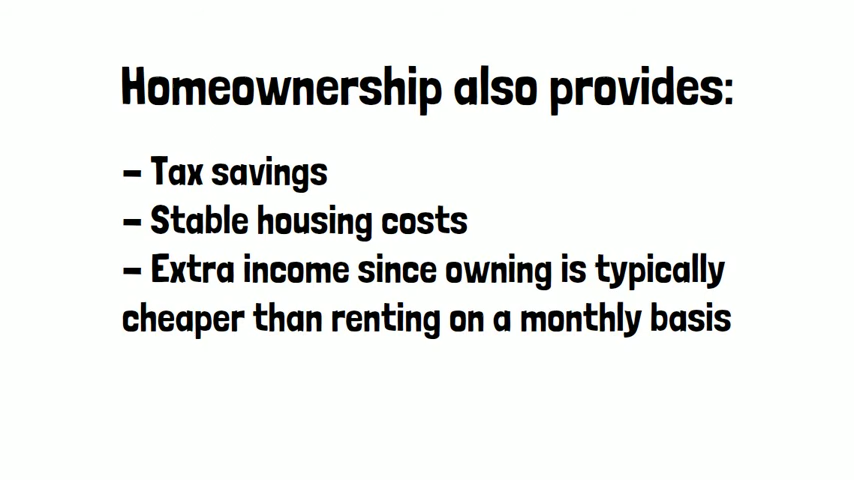 Homeownership also provides:
– Tax savings
– Stable housing costs
– Extra income since owning is typically
cheaper than renting on a monthly basis